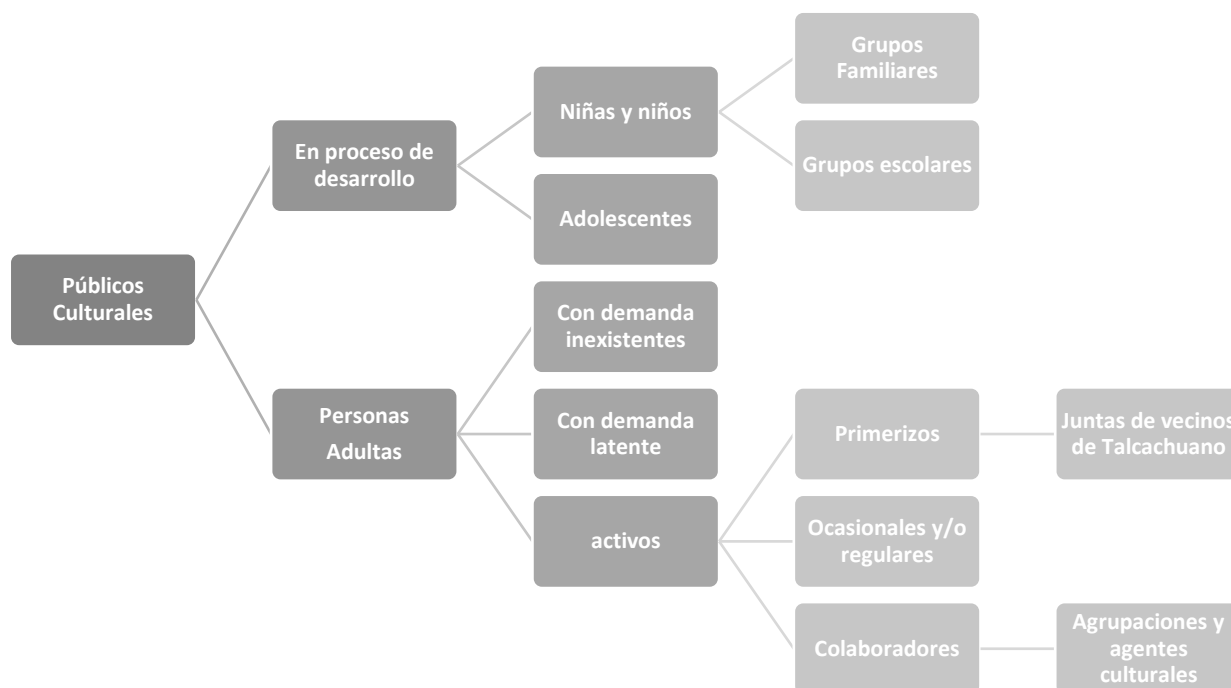 Públicos
Culturales
En proceso de
desarrollo
Niñas y niños
Grupos
Familiares
Grupos escolares
Adolescentes
Personas
Adultas
Con demanda
inexistentes
Con demanda
latente
activos
Primerizos
Juntas de vecinos
de Talcachuano
Ocasionales y/o
regulares
Colaboradores
Agrupaciones y
agentes
culturales